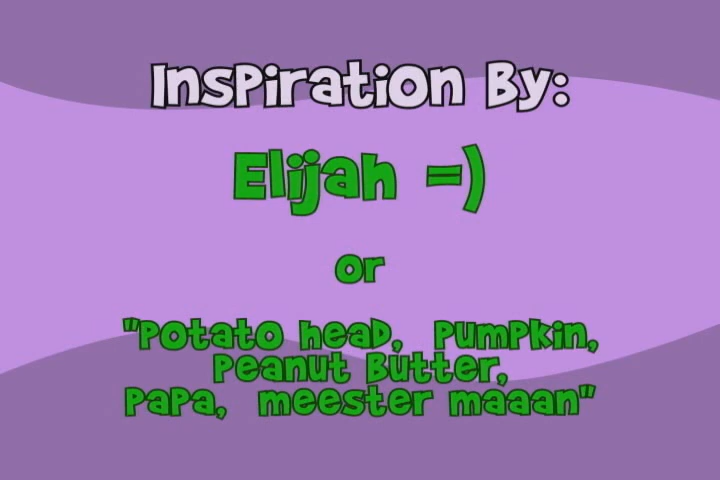 Inspiration By:
Elijah =)
or
"Potato head, Pumpkin,
Peanut Butter,
Papa, meester maaan"